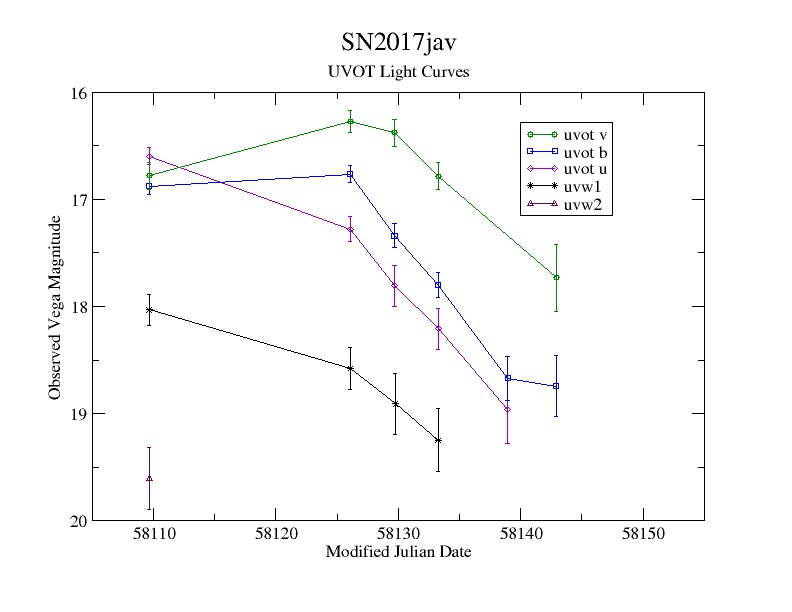 SN2017jav
UVOT Light Curves
16
17
18
19
20
Observed Vega Magnitude
uvot v
uvot b
uvot u
uvw1
uvw2
58110 58120 58130 58140 58150
Modified Julian Date